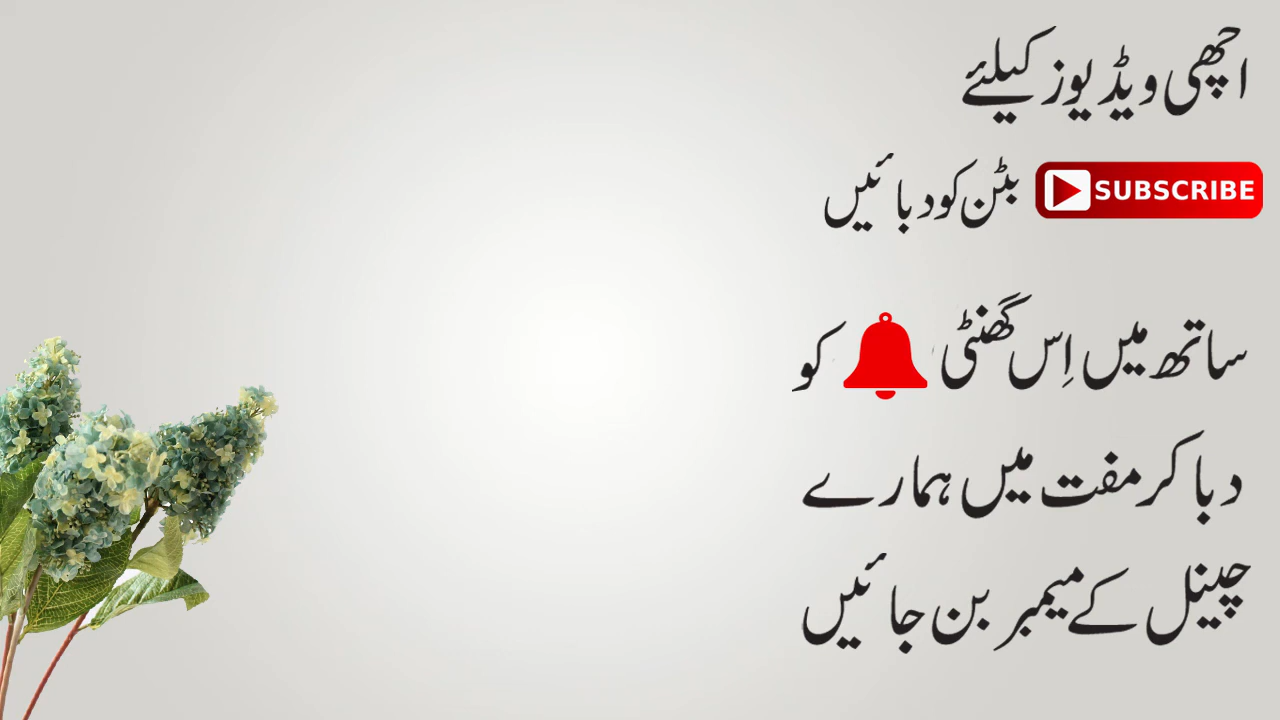 اچھی ویڈیوز کیلئے
SUBSCRIBE بٹن کو دبائیں
ساتھ میں اِس گھنٹی کو
دبا کر مفت میں ہمارے
چینل کے میمبر بن جائیں